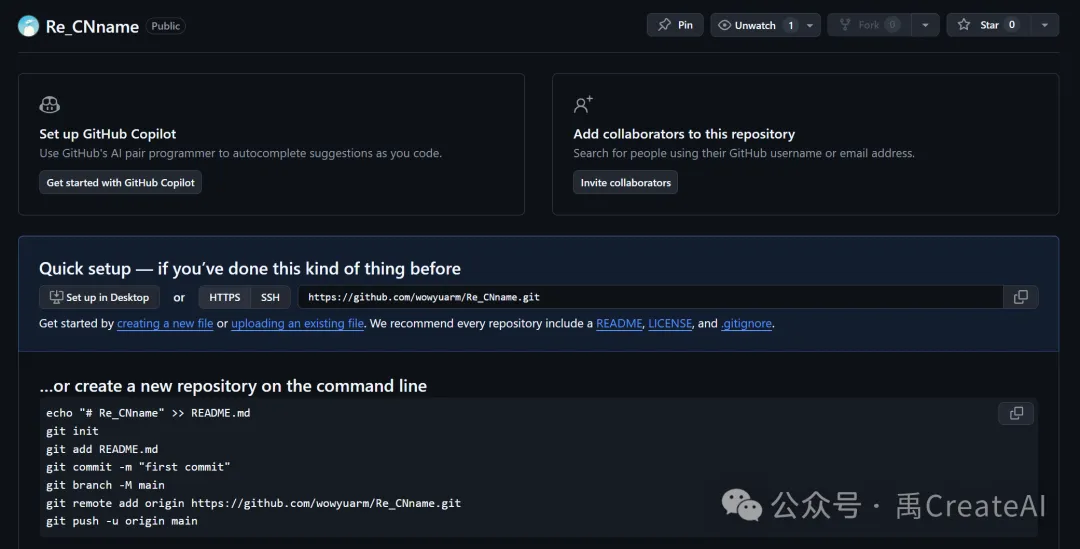 Re_CNname Public Pin Unwatch 1 Fork 0 Star 0
Set up GitHub Copilot
Use GitHub's AI pair programmer to autocomplete suggestions as you code.
Get started with GitHub Copilot
Add collaborators to this repository
Search for people using their GitHub username or email address.
Invite collaborators
Quick setup — if you've done this kind of thing before
Set up in Desktop or HTTPS SSH https://github.com/wowyuarm/Re_CNname.git
Get started by creating a new file or uploading an existing file. We recommend every repository include a README, LICENSE, and .gitignore.
...or create a new repository on the command line
echo "# Re_CNname" >> README.md
git init
git add README.md
git commit -m "first commit"
git branch -M main
git remote add origin https://github.com/wowyuarm/Re_CNname.git
git push -u origin main
公众号 · 禹CreateAI